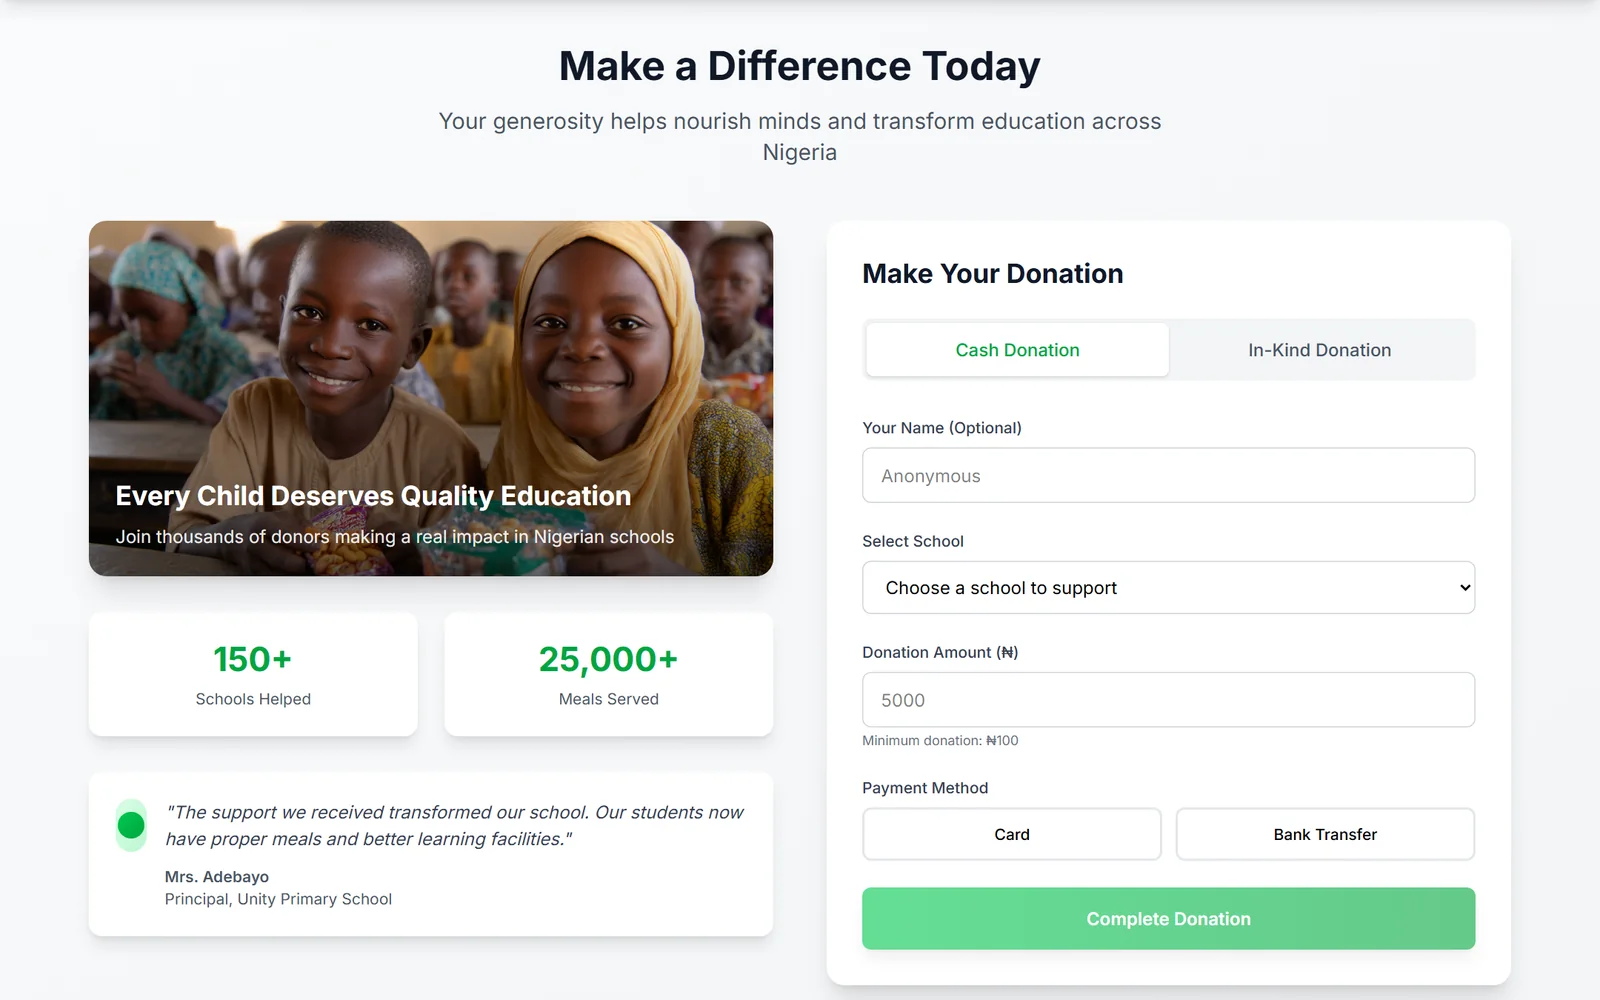 Make a Difference Today
Your generosity helps nourish minds and transform education across
Nigeria
Every Child Deserves Quality Education
Join thousands of donors making a real impact in Nigerian schools
150+
Schools Helped
25,000+
Meals Served
"The support we received transformed our school. Our students now
have proper meals and better learning facilities."
Mrs. Adebayo
Principal, Unity Primary School
Make Your Donation
Cash Donation
In-Kind Donation
Your Name (Optional)
Anonymous
Select School
Choose a school to support
Donation Amount (₦)
5000
Minimum donation: ₦100
Payment Method
Card
Bank Transfer
Complete Donation